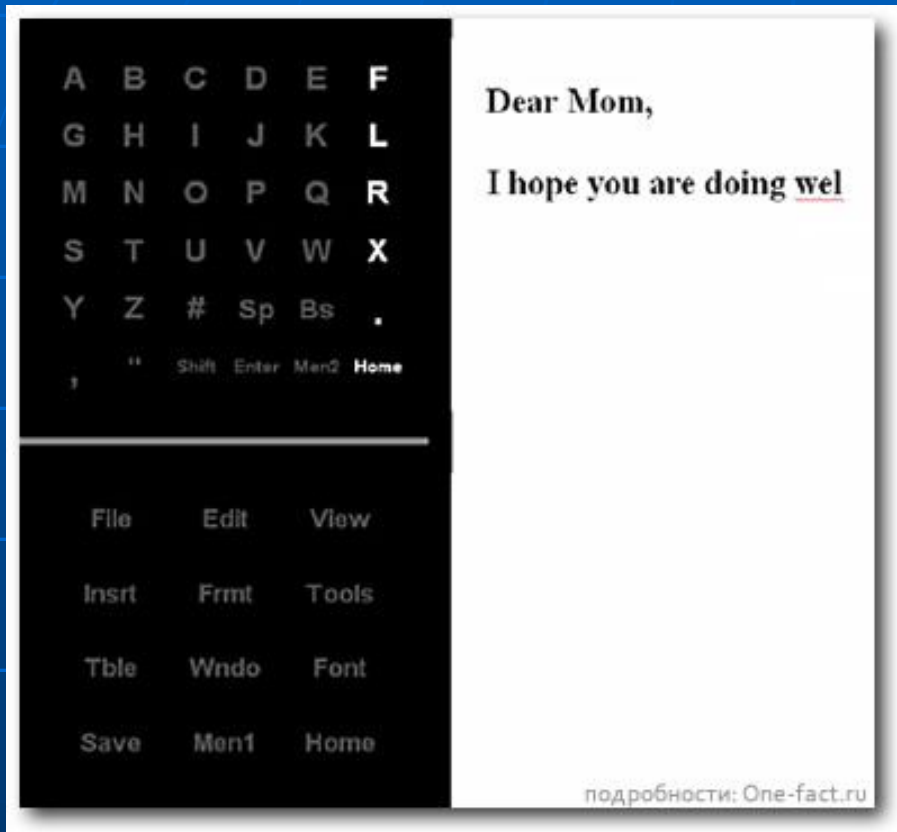 A B C D E F
G H I J K L
M N O P Q R
S T U V W X
Y Z # Sp Bs .
, " Shift Enter Men2 Home
File Edit View
Insrt Frmt Tools
Tble Wndo Font
Save Men1 Home
Dear Mom,
I hope you are doing wel
подробности: One-fact.ru